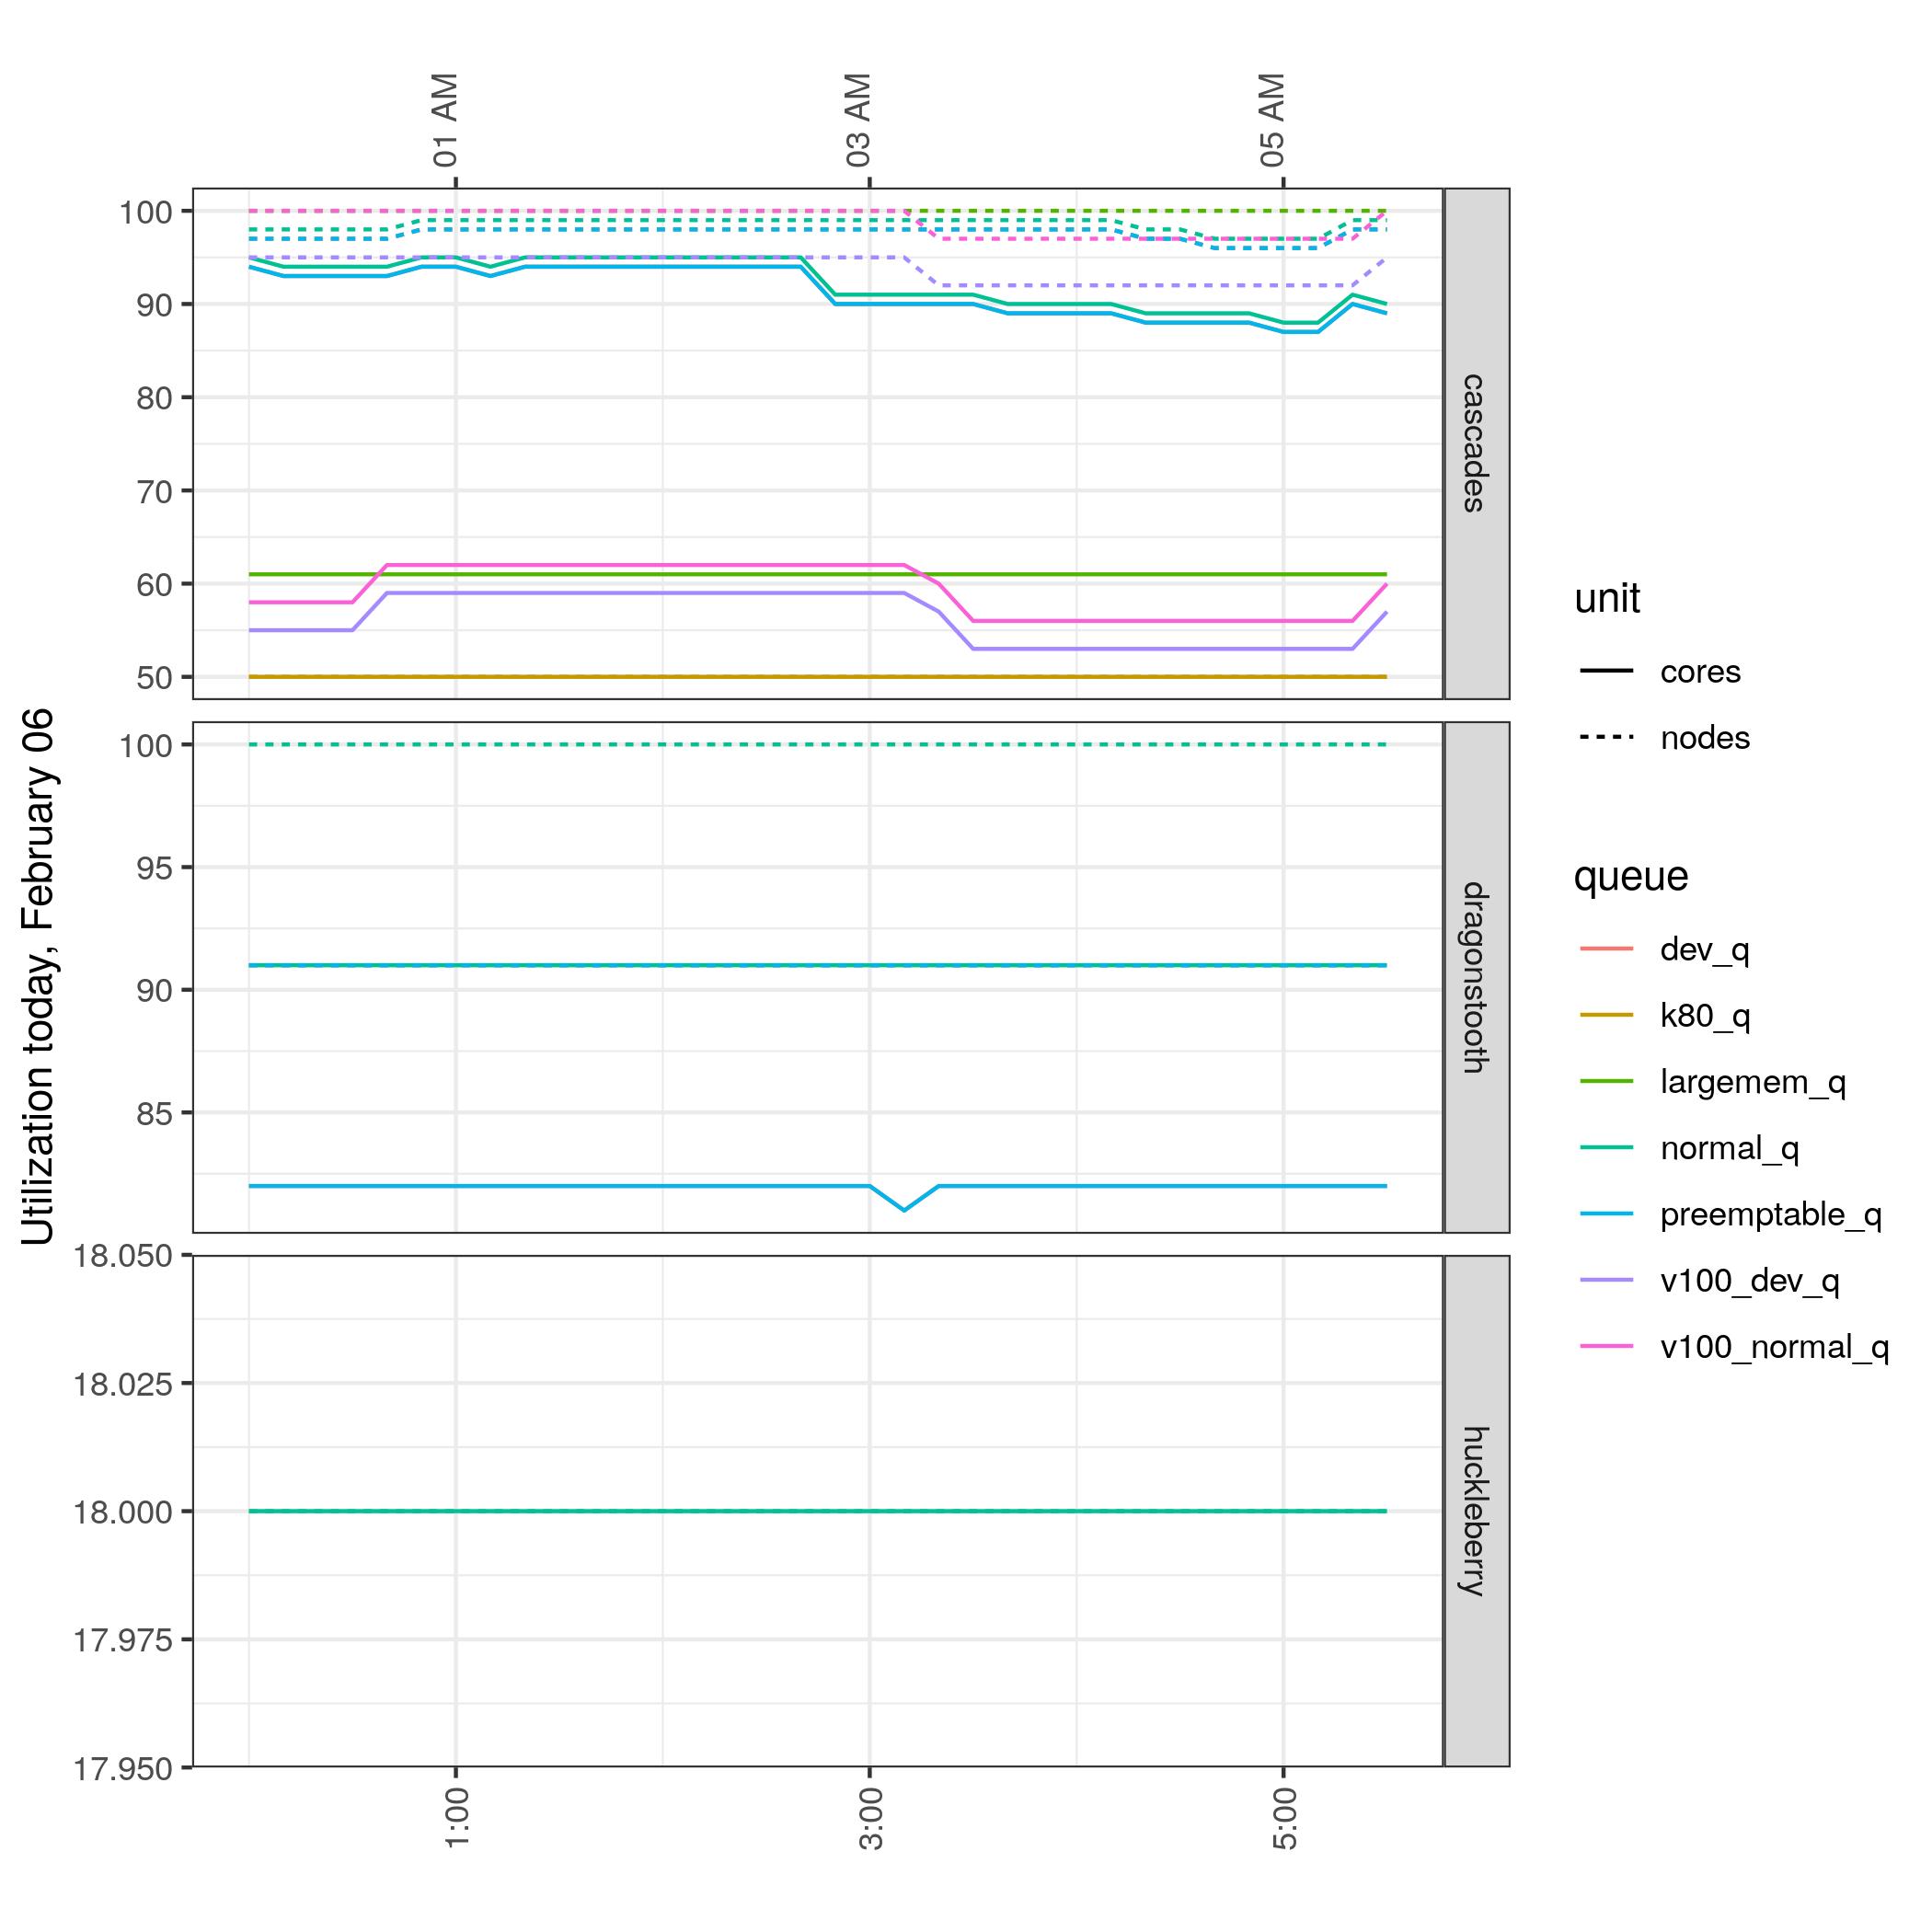 01 AM
03 AM
05 AM
Utilization today, February 06
100
90
80
70
60
50
cascades
100
95
90
85
dragonstooth
18.050
18.025
18.000
17.975
17.950
huckleberry
1:00
3:00
5:00
unit
cores
nodes
queue
dev_q
k80_q
largemem_q
normal_q
preemptable_q
v100_dev_q
v100_normal_q